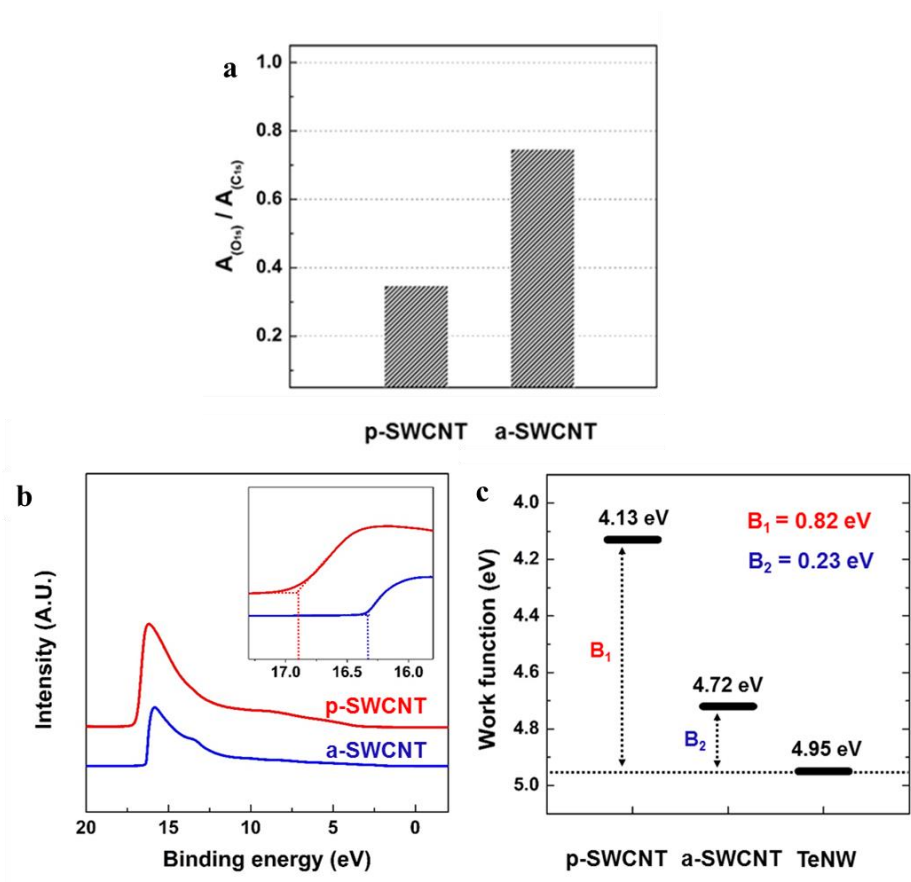 a
1.0
0.8
0.6
0.4
0.2
A(O1s) / A(C1s)
p-SWCNT a-SWCNT
b
Intensity (A.U.)
17.0 16.5 16.0
p-SWCNT
a-SWCNT
20 15 10 5 0
Binding energy (eV)
c
Work function (eV)
4.0
4.2
4.4
4.6
4.8
5.0
4.13 eV
B1 = 0.82 eV
B2 = 0.23 eV
B1
4.72 eV
B2
4.95 eV
p-SWCNT a-SWCNT TeNW